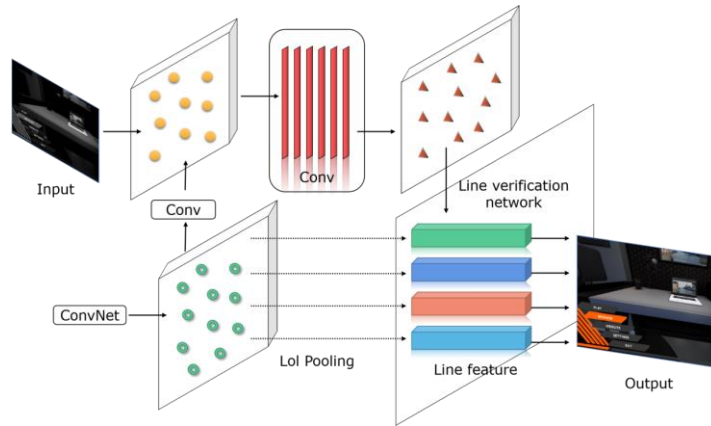 Input
Conv
Line verification
network
Conv
ConvNet
LoI Pooling
Line feature
Output